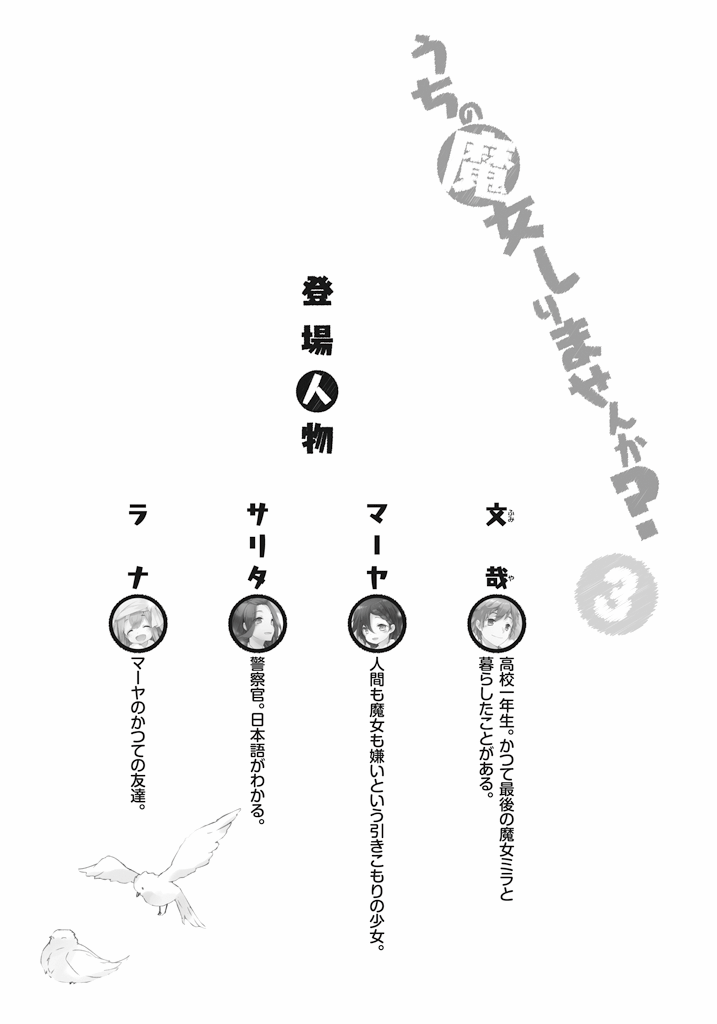 うちの魔女しりませんか？
3
登場人物
文哉
ふみや
高校一年生。かつて最後の魔女ミラと
暮らしたことがある。
マーヤ
人間も魔女も嫌いという引きこもりの少女。
サリタ
警察官。日本語がわかる。
ラナ
マーヤのかつての友達。